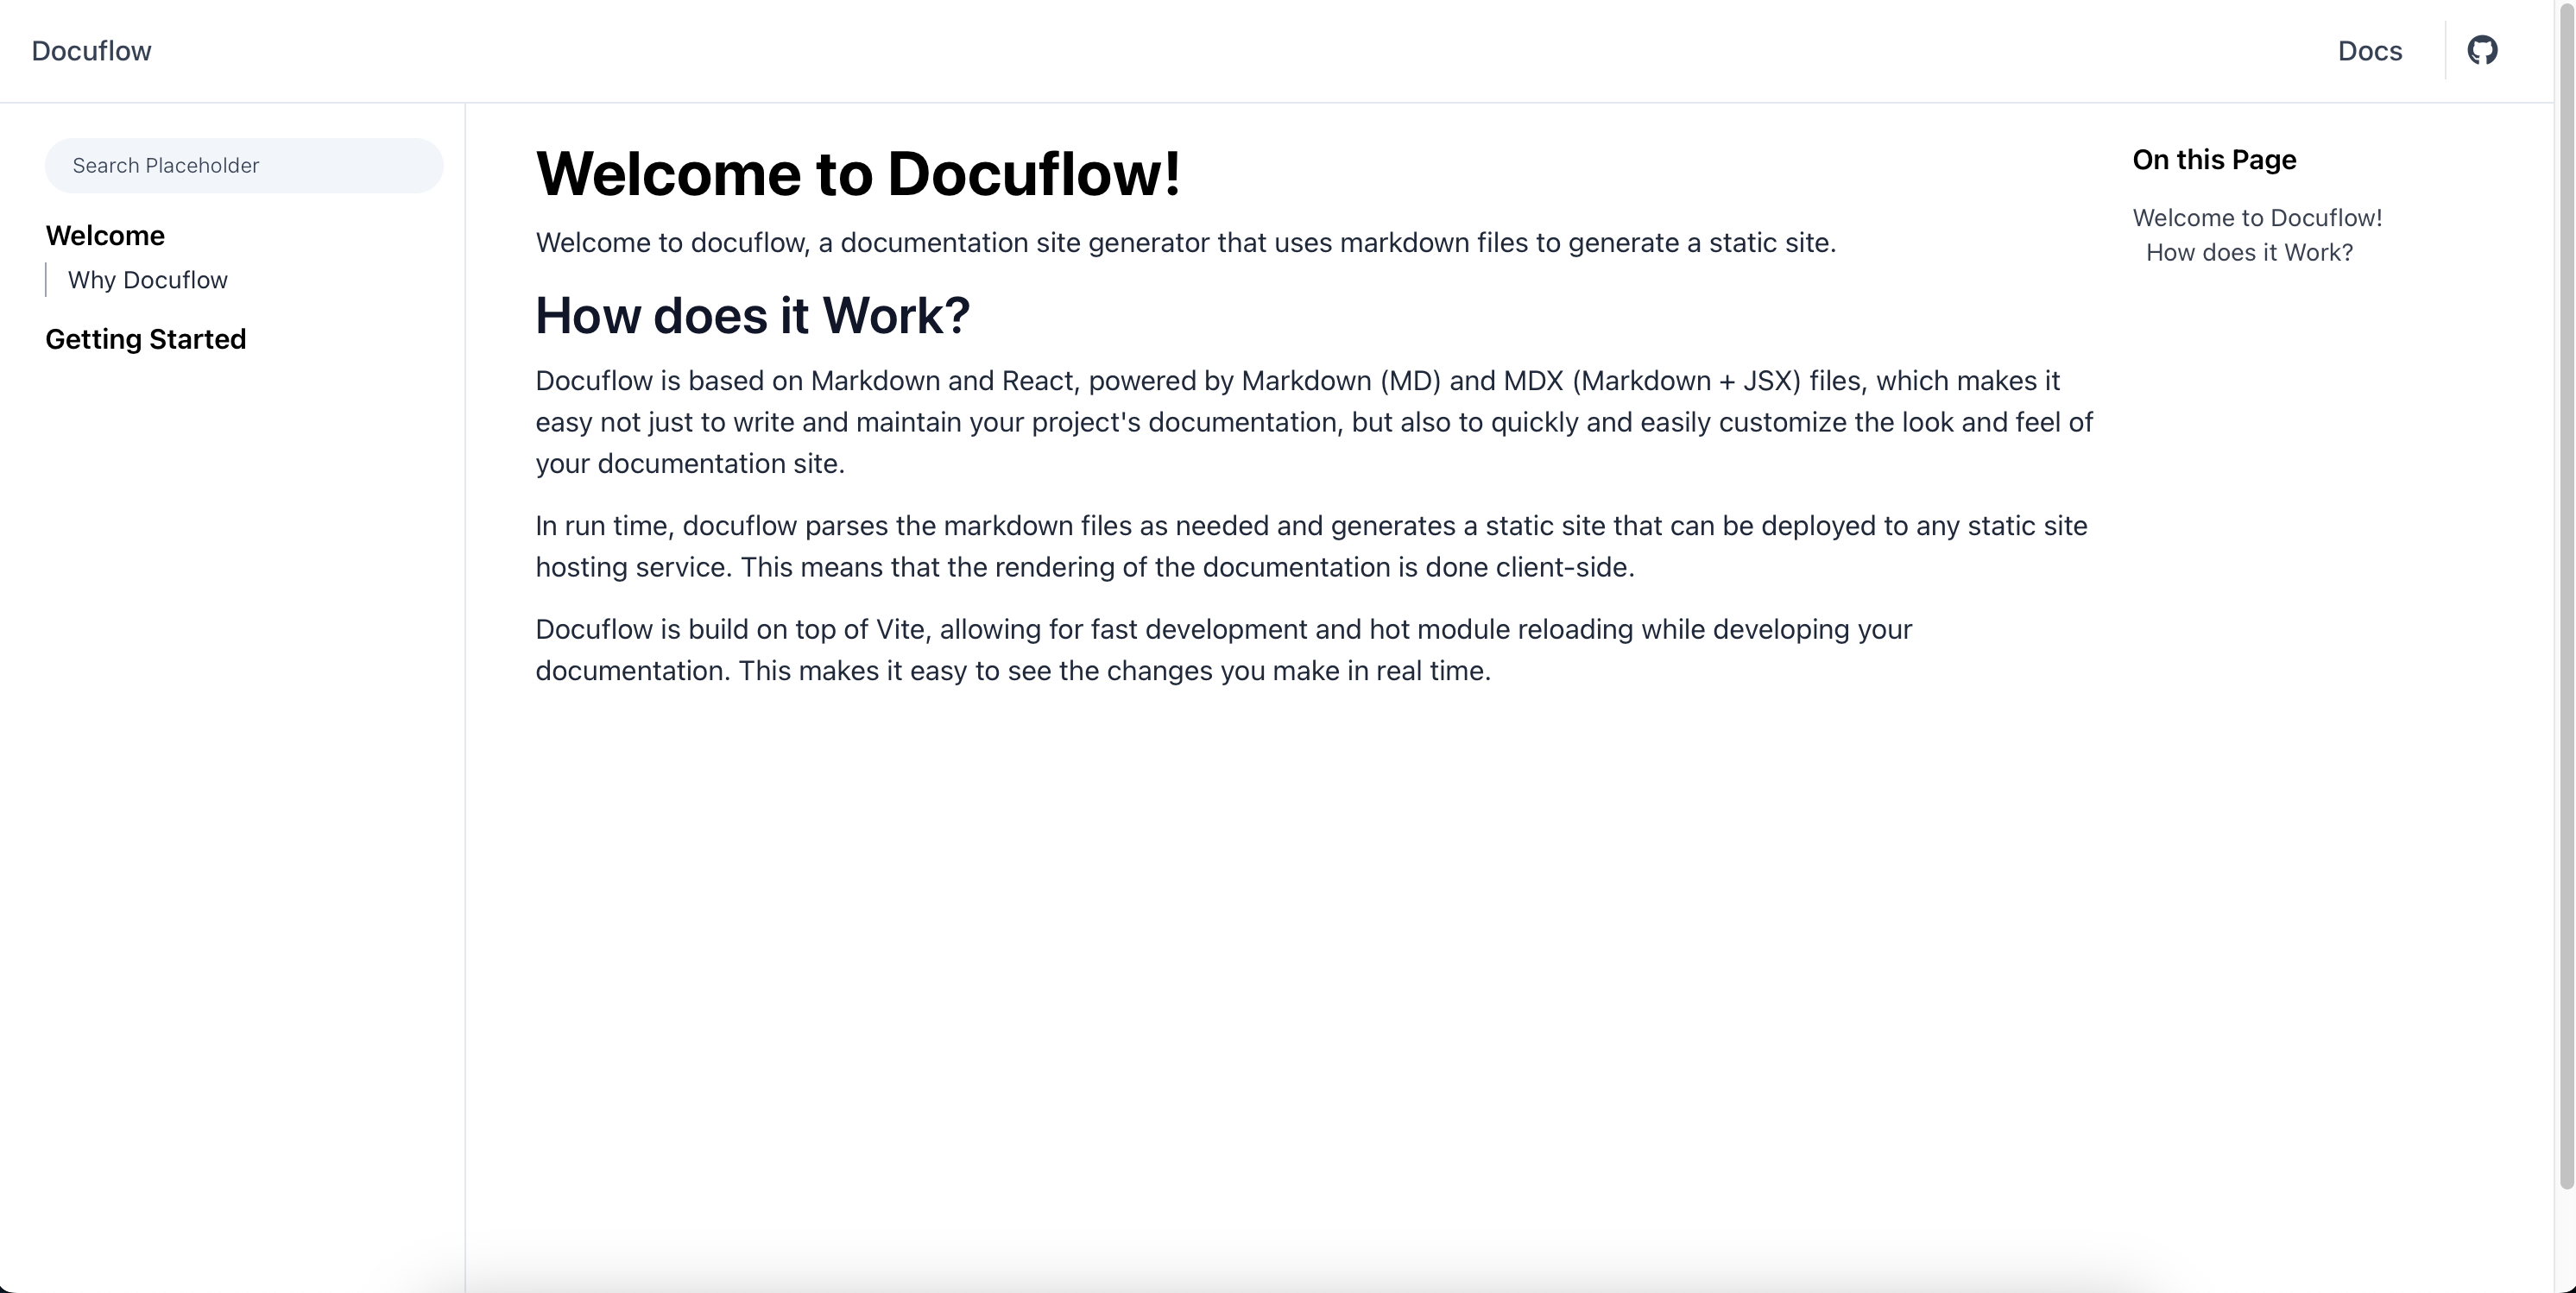 Docuflow
Docs
Search Placeholder
Welcome
Why Docuflow
Getting Started
Welcome to Docuflow!
Welcome to docuflow, a documentation site generator that uses markdown files to generate a static site.
How does it Work?
Docuflow is based on Markdown and React, powered by Markdown (MD) and MDX (Markdown + JSX) files, which makes it
easy not just to write and maintain your project's documentation, but also to quickly and easily customize the look and feel of
your documentation site.
In run time, docuflow parses the markdown files as needed and generates a static site that can be deployed to any static site
hosting service. This means that the rendering of the documentation is done client-side.
Docuflow is build on top of Vite, allowing for fast development and hot module reloading while developing your
documentation. This makes it easy to see the changes you make in real time.
On this Page
Welcome to Docuflow!
How does it Work?